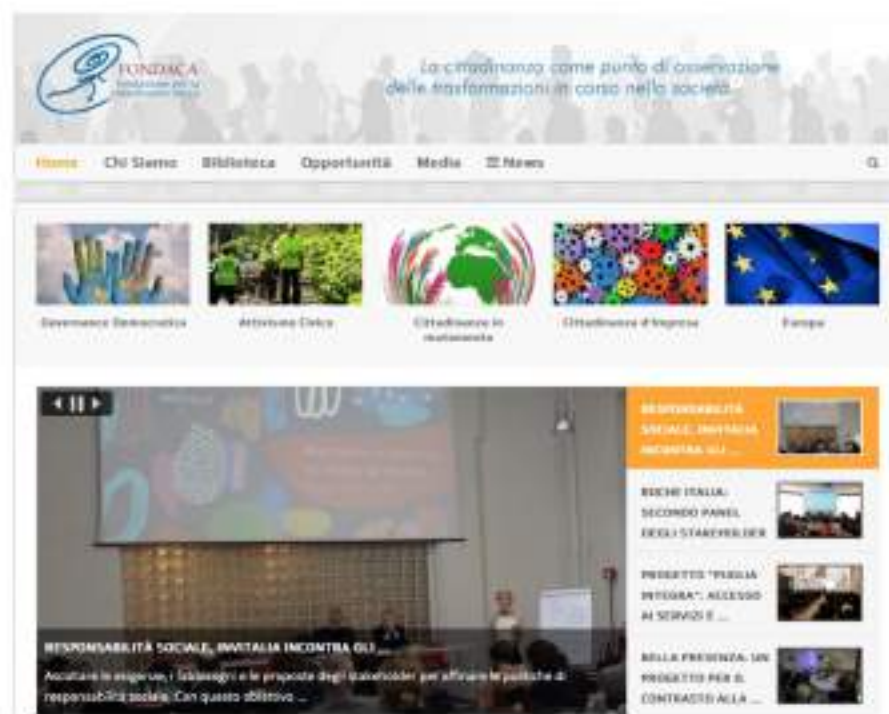 FONDACA
La cittadinanza come punto di osservazione
delle trasformazioni in corso nella società
Home Chi Siamo Biblioteca Opportunità Media News
Governance Democratica
Attivismo Civico
Cittadinanza in
mutamento
Cittadinanza d'Impresa
Europa
RESPONSABILITÀ SOCIALE, INVITALIA INCONTRA GLI ...
Ascoltare le esigenze, i fabbisogni e le proposte degli stakeholder per affinare le politiche di
responsabilità sociale. Con questo obiettivo ...
RESPONSABILITÀ
SOCIALE, INVITALIA
INCONTRA GLI ...
ROCHE ITALIA:
SECONDO PANEL
DEGLI STAKEHOLDER
PROGETTO "PUGLIA
INTEGRA": ACCESSO
AI SERVIZI E ...
BELLA PRESENZA: UN
PROGETTO PER IL
CONTRASTO ALLA ...